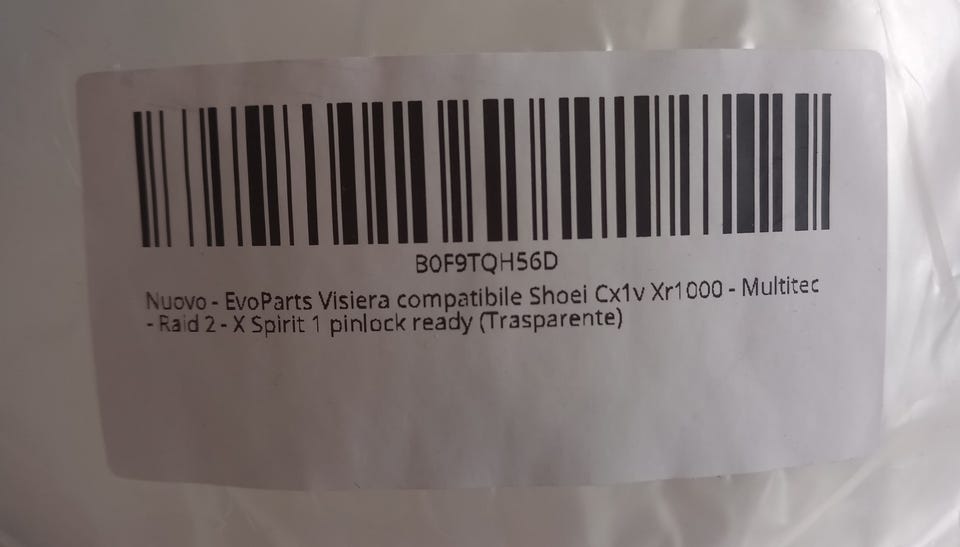 B0F9TQH56D
Nuovo - EvoParts Visiera compatibile Shoei Cx1v Xr1000 - Multitec
- Raid 2 - X Spirit 1 pinlock ready (Trasparente)